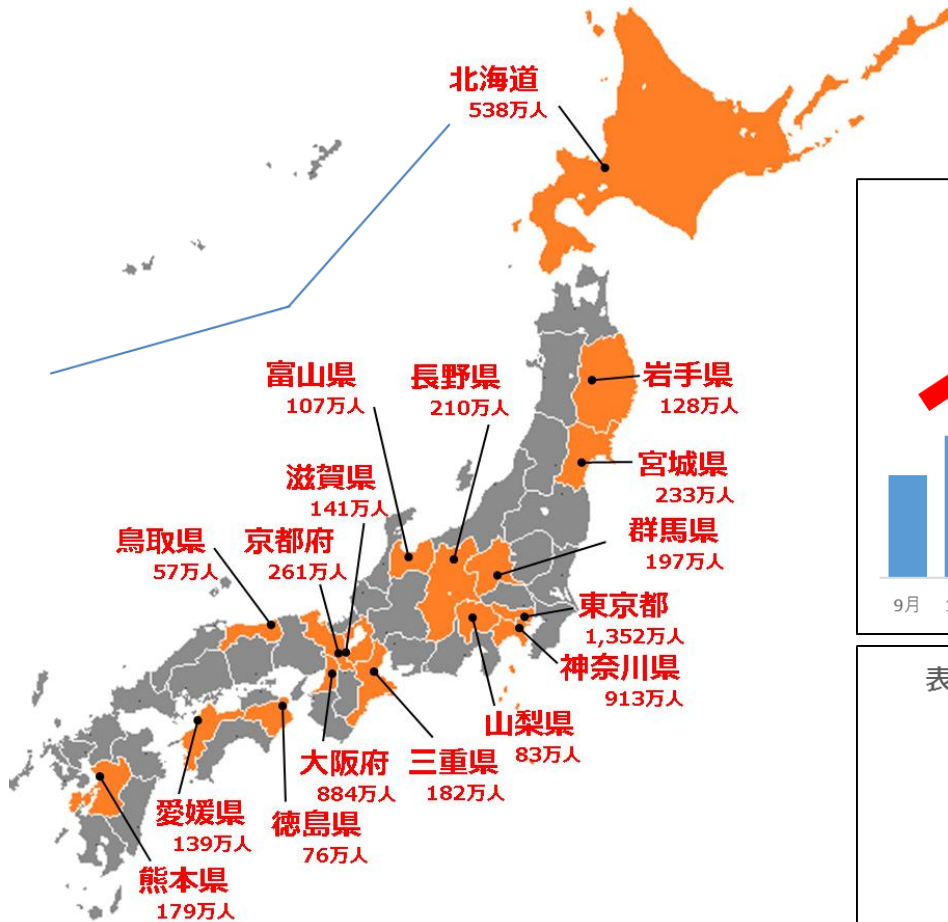 北海道
538万人
富山県
107万人
長野県
210万人
岩手県
128万人
滋賀県
141万人
宮城県
233万人
鳥取県
57万人
京都府
261万人
群馬県
197万人
東京都
1,352万人
神奈川県
913万人
山梨県
83万人
大阪府
884万人
三重県
182万人
愛媛県
139万人
徳島県
76万人
熊本県
179万人
9月
表